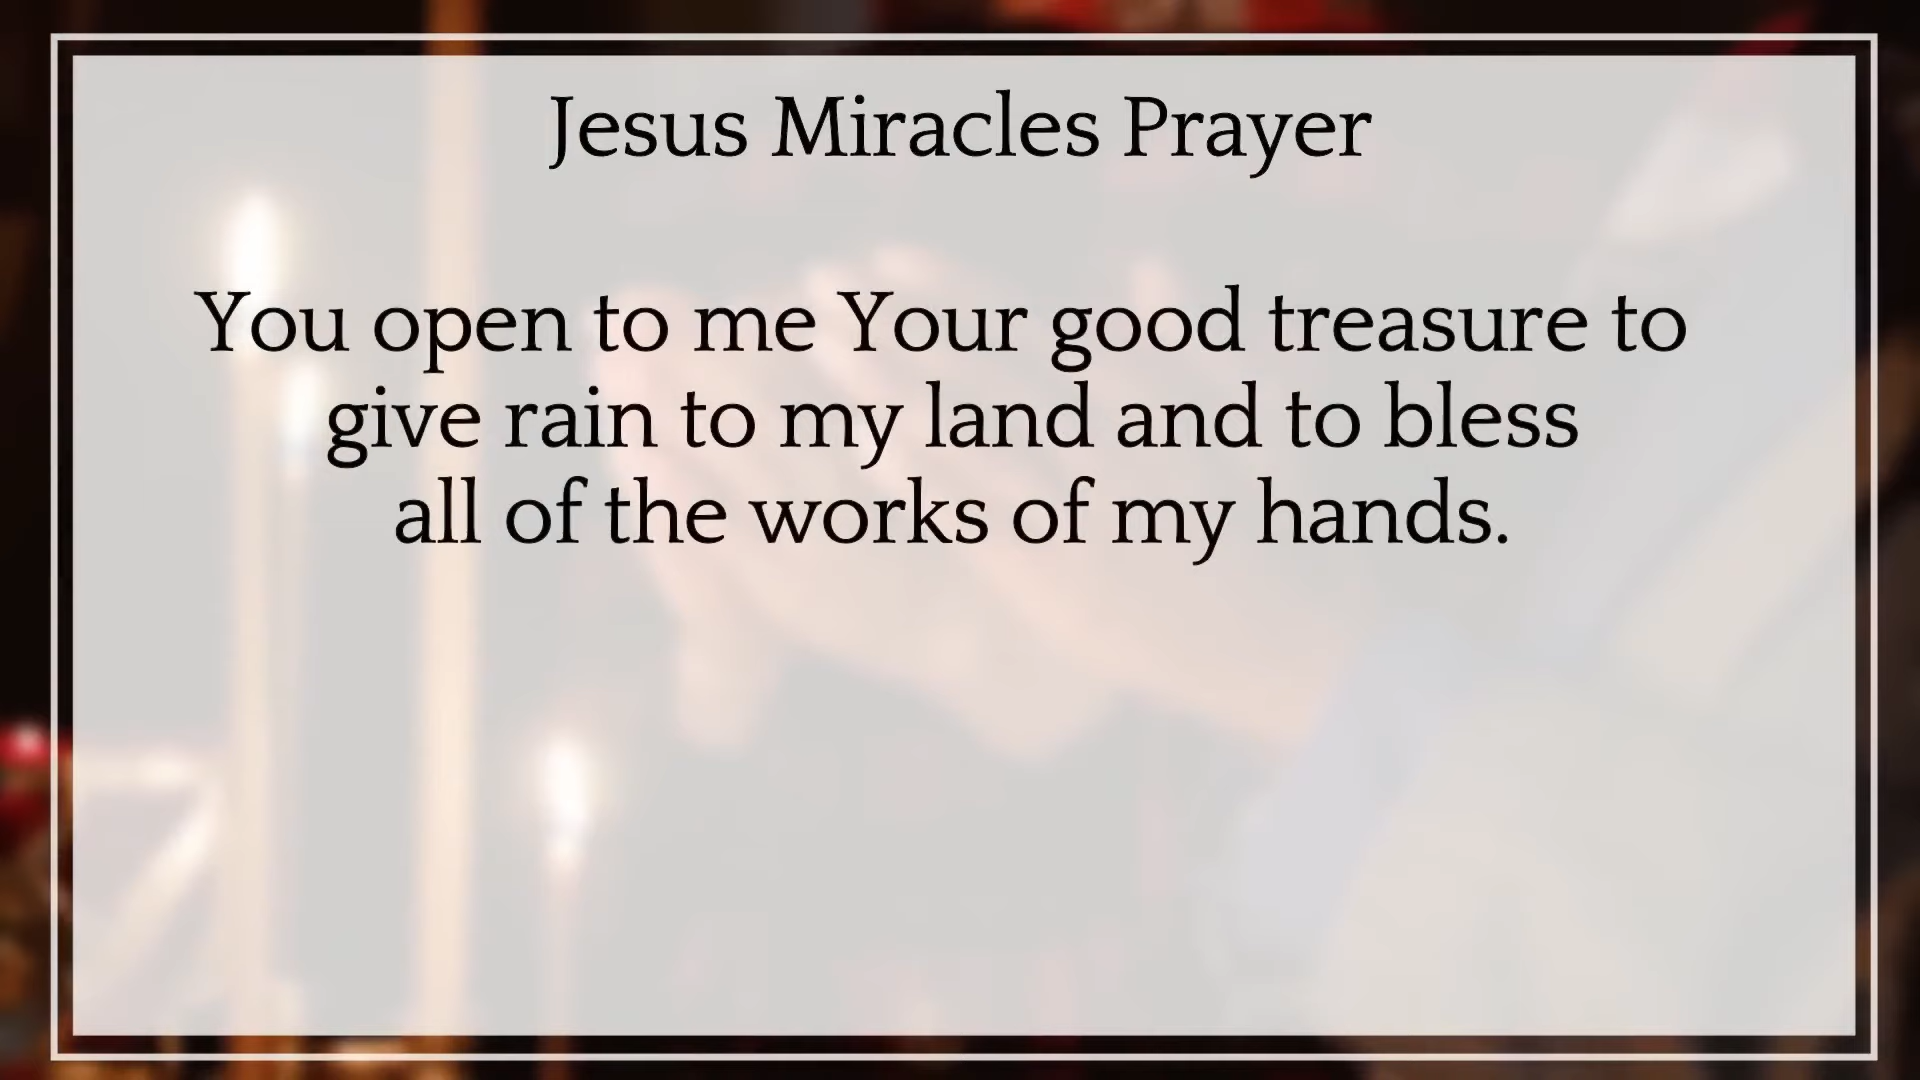 Jesus Miracles Prayer
You open to me Your good treasure to
give rain to my land and to bless
all of the works of my hands.